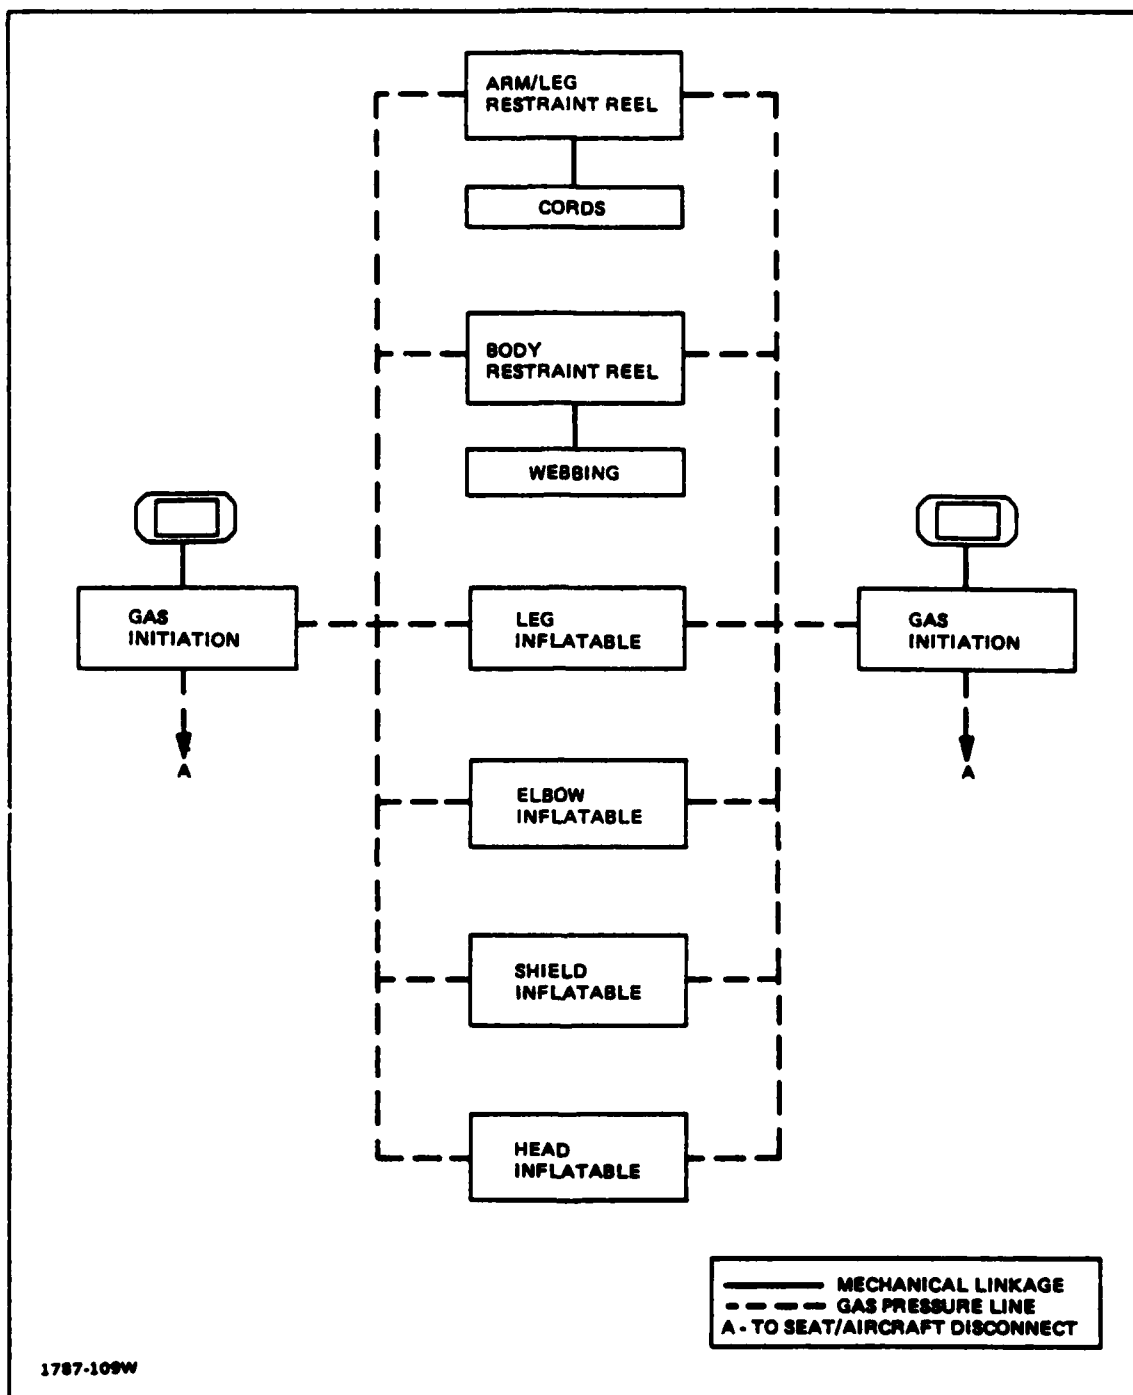 ARM/LEG
RESTRAINT REEL
CORDS
BODY
RESTRAINT REEL
WEBBING
GAS
INITIATION
LEG
INFLATABLE
GAS
INITIATION
A
A
ELBOW
INFLATABLE
SHIELD
INFLATABLE
HEAD
INFLATABLE
MECHANICAL LINKAGE
GAS PRESSURE LINE
A - TO SEAT/AIRCRAFT DISCONNECT
1787-109W